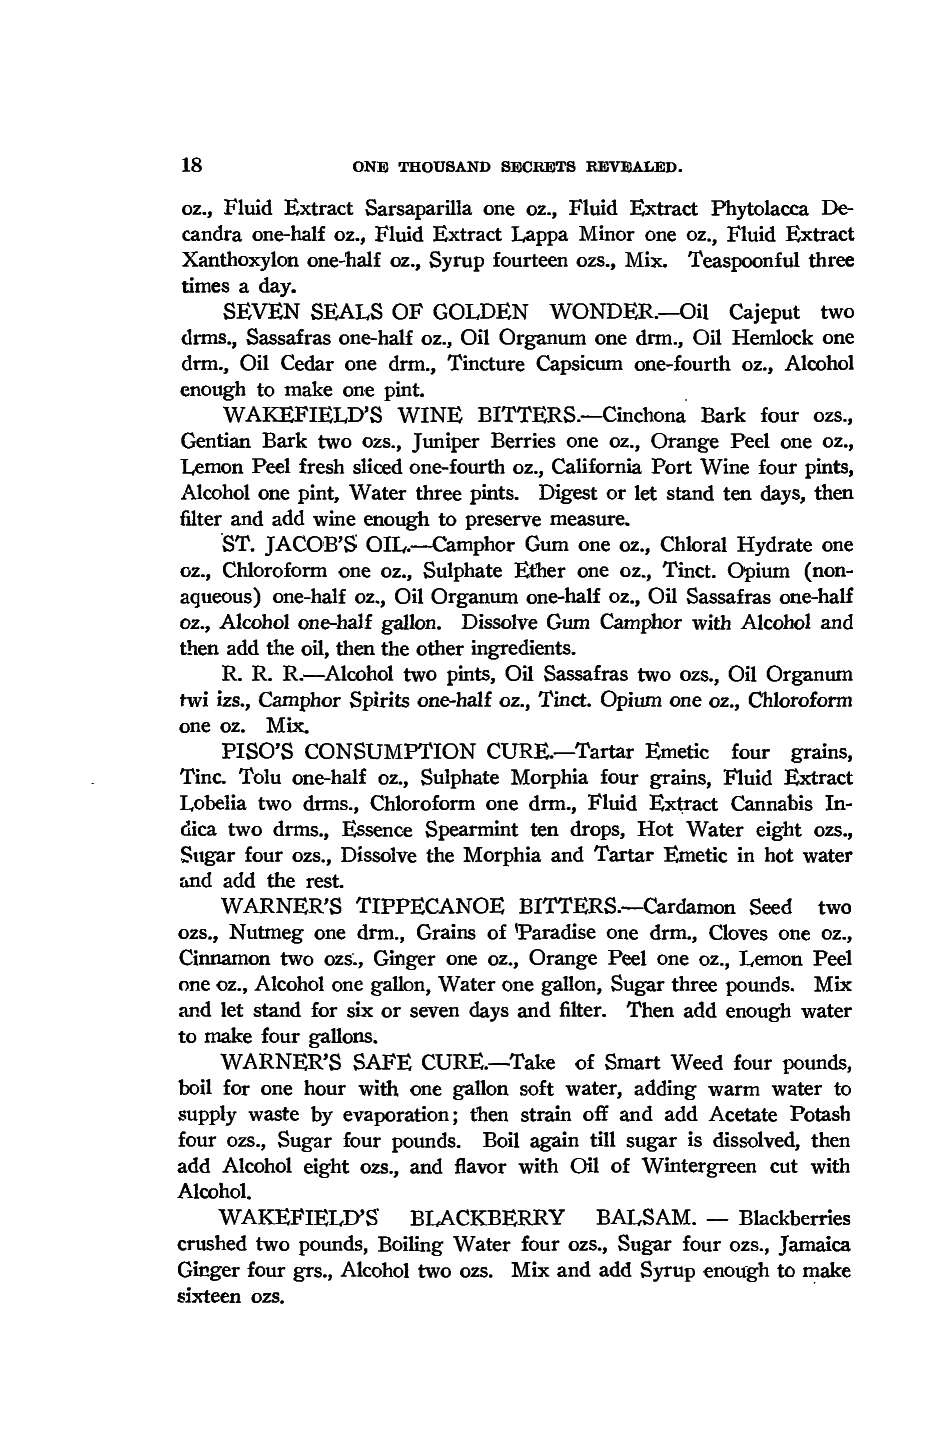 18 ONE THOUSAND SECRETS REVEALED.
oz., Fluid Extract Sarsaparilla one oz., Fluid Extract Phytolacca De-
candra one-half oz., Fluid Extract Lappa Minor one oz., Fluid Extract
Xanthoxylon one-half oz., Syrup fourteen ozs., Mix. Teaspoonful three
times a day.
SEVEN SEALS OF GOLDEN WONDER.—Oil Cajeput two
drms., Sassafras one-half oz., Oil Organum one drm., Oil Hemlock one
drm., Oil Cedar one drm., Tincture Capsicum one-fourth oz., Alcohol
enough to make one pint.
WAKEFIELD'S WINE BITTERS.—Cinchona Bark four ozs.,
Gentian Bark two ozs., Juniper Berries one oz., Orange Peel one oz.,
Lemon Peel fresh sliced one-fourth oz., California Port Wine four pints,
Alcohol one pint, Water three pints. Digest or let stand ten days, then
filter and add wine enough to preserve measure.
ST. JACOB'S OIL.—Camphor Gum one oz., Chloral Hydrate one
oz., Chloroform one oz., Sulphate Ether one oz., Tinct. Opium (non-
aqueous) one-half oz., Oil Organum one-half oz., Oil Sassafras one-half
oz., Alcohol one-half gallon. Dissolve Gum Camphor with Alcohol and
then add the oil, then the other ingredients.
R. R. R.—Alcohol two pints, Oil Sassafras two ozs., Oil Organum
twi izs., Camphor Spirits one-half oz., Tinct. Opium one oz., Chloroform
one oz. Mix.
PISO'S CONSUMPTION CURE.—Tartar Emetic four grains,
Tinc. Tolu one-half oz., Sulphate Morphia four grains, Fluid Extract
Lobelia two drms., Chloroform one drm., Fluid Extract Cannabis In-
dica two drms., Essence Spearmint ten drops, Hot Water eight ozs.,
Sugar four ozs., Dissolve the Morphia and Tartar Emetic in hot water
and add the rest.
WARNER'S TIPPECANOE BITTERS.—Cardamon Seed two
ozs., Nutmeg one drm., Grains of Paradise one drm., Cloves one oz.,
Cinnamon two ozs., Ginger one oz., Orange Peel one oz., Lemon Peel
one oz., Alcohol one gallon, Water one gallon, Sugar three pounds. Mix
and let stand for six or seven days and filter. Then add enough water
to make four gallons.
WARNER'S SAFE CURE.—Take of Smart Weed four pounds,
boil for one hour with one gallon soft water, adding warm water to
supply waste by evaporation; then strain off and add Acetate Potash
four ozs., Sugar four pounds. Boil again till sugar is dissolved, then
add Alcohol eight ozs., and flavor with Oil of Wintergreen cut with
Alcohol.
WAKEFIELD'S BLACKBERRY BALSAM. — Blackberries
crushed two pounds, Boiling Water four ozs., Sugar four ozs., Jamaica
Ginger four grs., Alcohol two ozs. Mix and add Syrup enough to make
sixteen ozs.